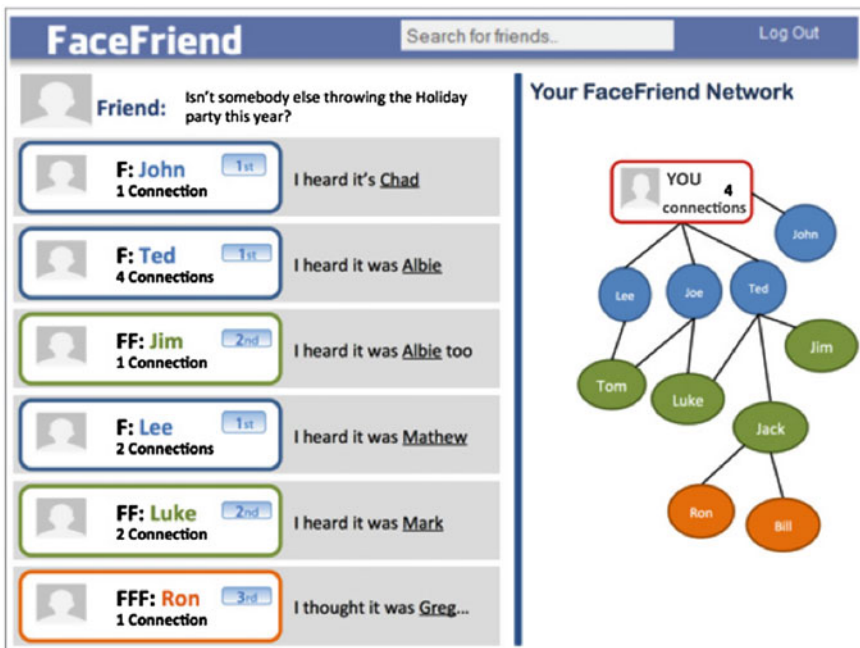 FaceFriend
Search for friends..
Log Out
Friend:
Isn't somebody else throwing the Holiday
party this year?
F: John
1st
1 Connection
I heard it's Chad
F: Ted
1st
4 Connections
I heard it was Albie
FF: Jim
2nd
1 Connection
I heard it was Albie too
F: Lee
1st
2 Connections
I heard it was Mathew
FF: Luke
2nd
2 Connection
I heard it was Mark
FFF: Ron
3rd
1 Connection
I thought it was Greg...
Your FaceFriend Network
YOU 4
connections
John
Lee
Joe
Ted
Jim
Tom
Luke
Jack
Ron
Bill